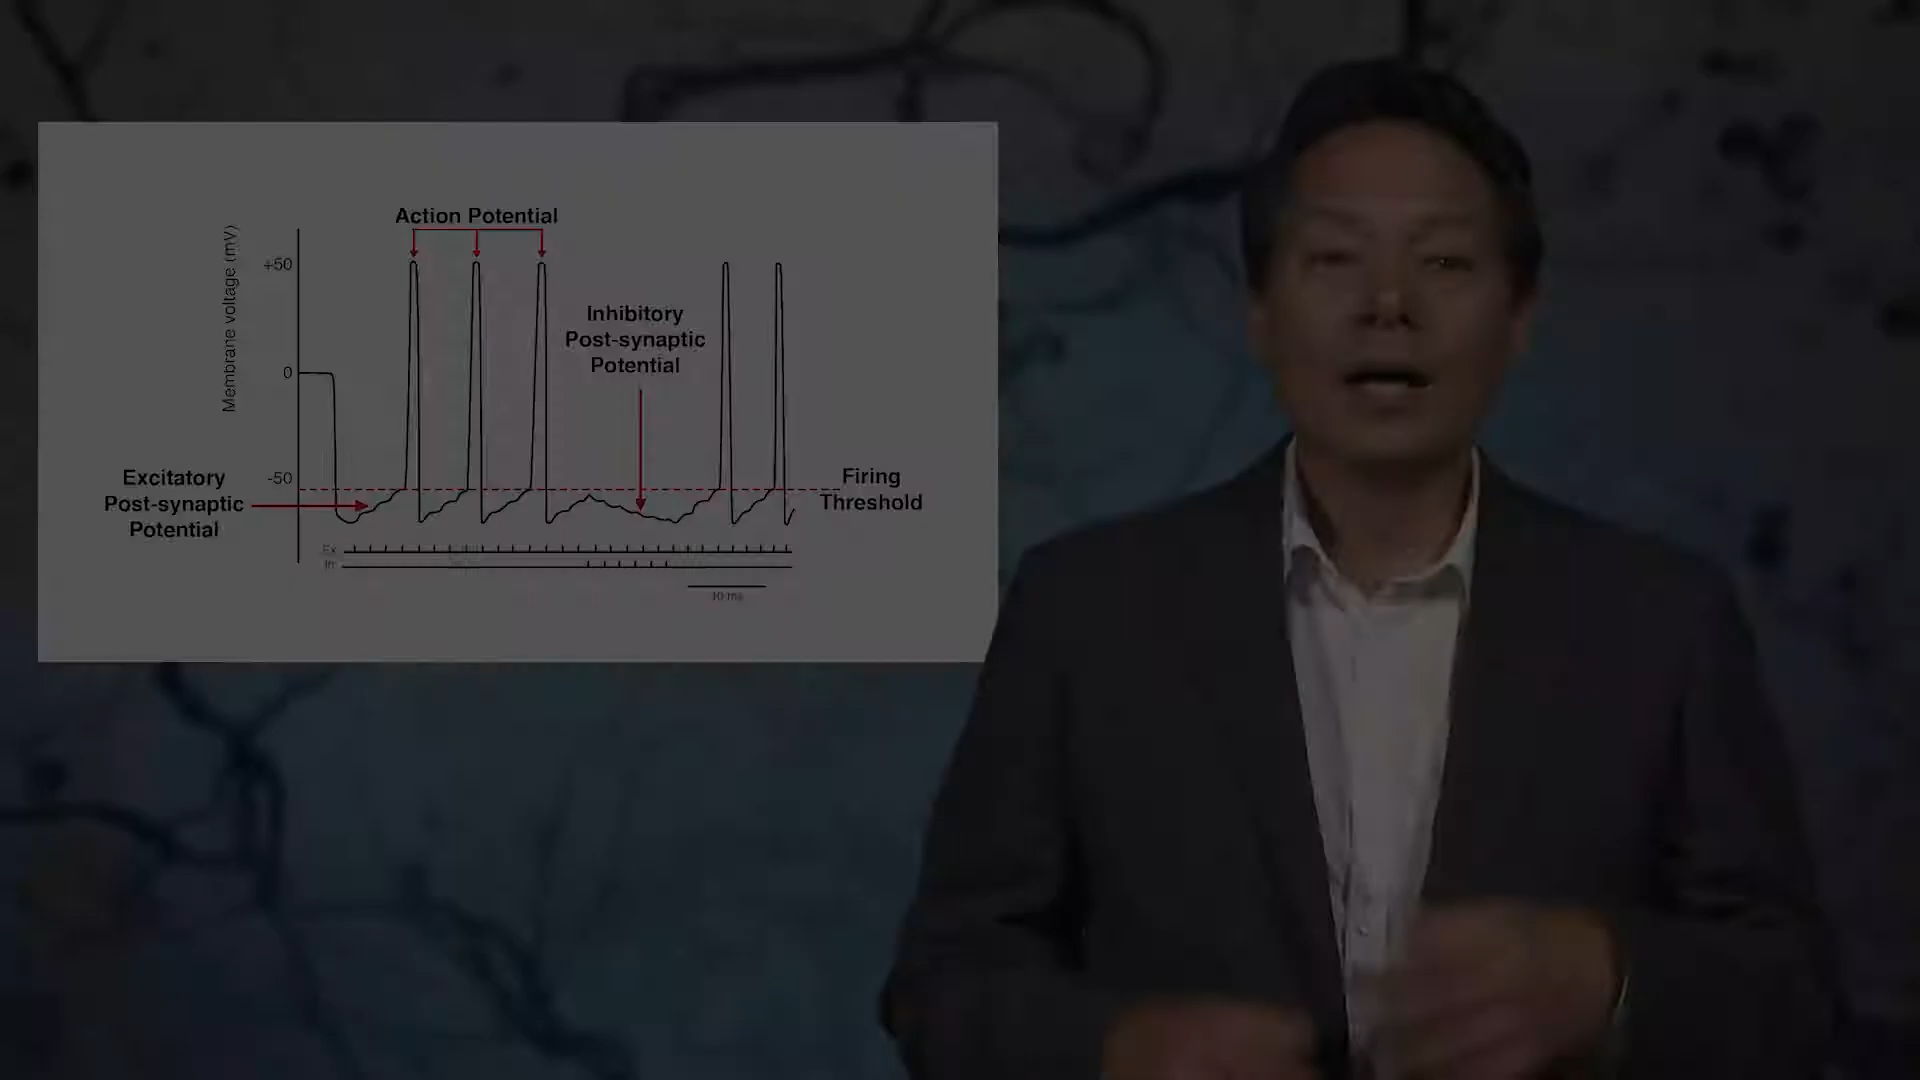 Action Potential
Membrane voltage (mV)
+50
Inhibitory
Post-synaptic
Potential
0
-50
Excitatory
Post-synaptic
Potential
Firing
Threshold
Ex
In
10 ms